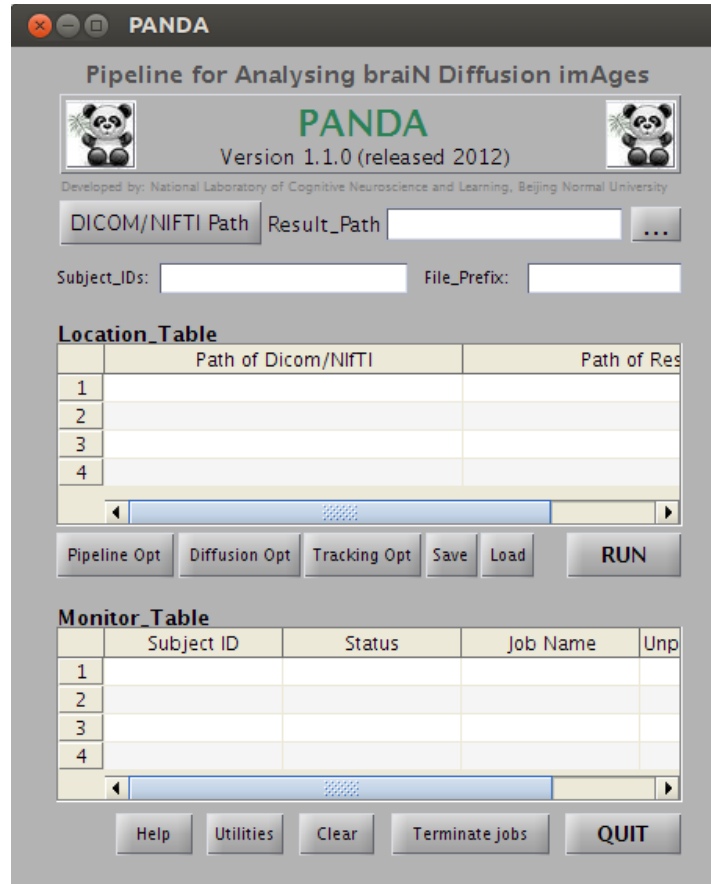 PANDA
Pipeline for Analysing braiN Diffusion imAges
PANDA
Version 1.1.0 (released 2012)
Developed by: National Laboratory of Cognitive Neuroscience and Learning, Beijing Normal University
DICOM/NIFTI Path Result_Path ...
Subject_IDs: File_Prefix:
Location_Table
Path of Dicom/NIfTI Path of Res
1
2
3
4
Pipeline Opt Diffusion Opt Tracking Opt Save Load RUN
Monitor_Table
Subject ID Status Job Name Unp
1
2
3
4
Help Utilities Clear Terminate jobs QUIT